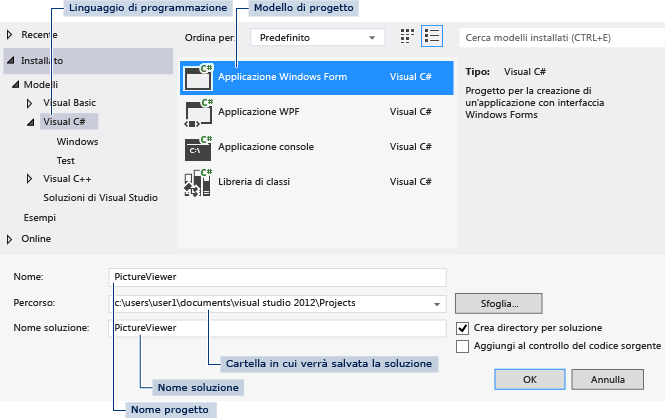 Linguaggio di programmazione
Modello di progetto
Recente
Installato
Modelli
Visual Basic
Visual C#
Windows
Test
Visual C++
Soluzioni di Visual Studio
Esempi
Online
Ordina per: Predefinito
Cerca modelli installati (CTRL+E)
C# Applicazione Windows Form Visual C#
C# Applicazione WPF Visual C#
C# C:\ Applicazione console Visual C#
C# Libreria di classi Visual C#
Tipo: Visual C#
Progetto per la creazione di
un'applicazione con interfaccia
Windows Forms
Nome: PictureViewer
Percorso: c:\users\user1\documents\visual studio 2012\Projects
Sfoglia...
Nome soluzione: PictureViewer
Crea directory per soluzione
Aggiungi al controllo del codice sorgente
Cartella in cui verrà salvata la soluzione
OK
Annulla
Nome soluzione
Nome progetto